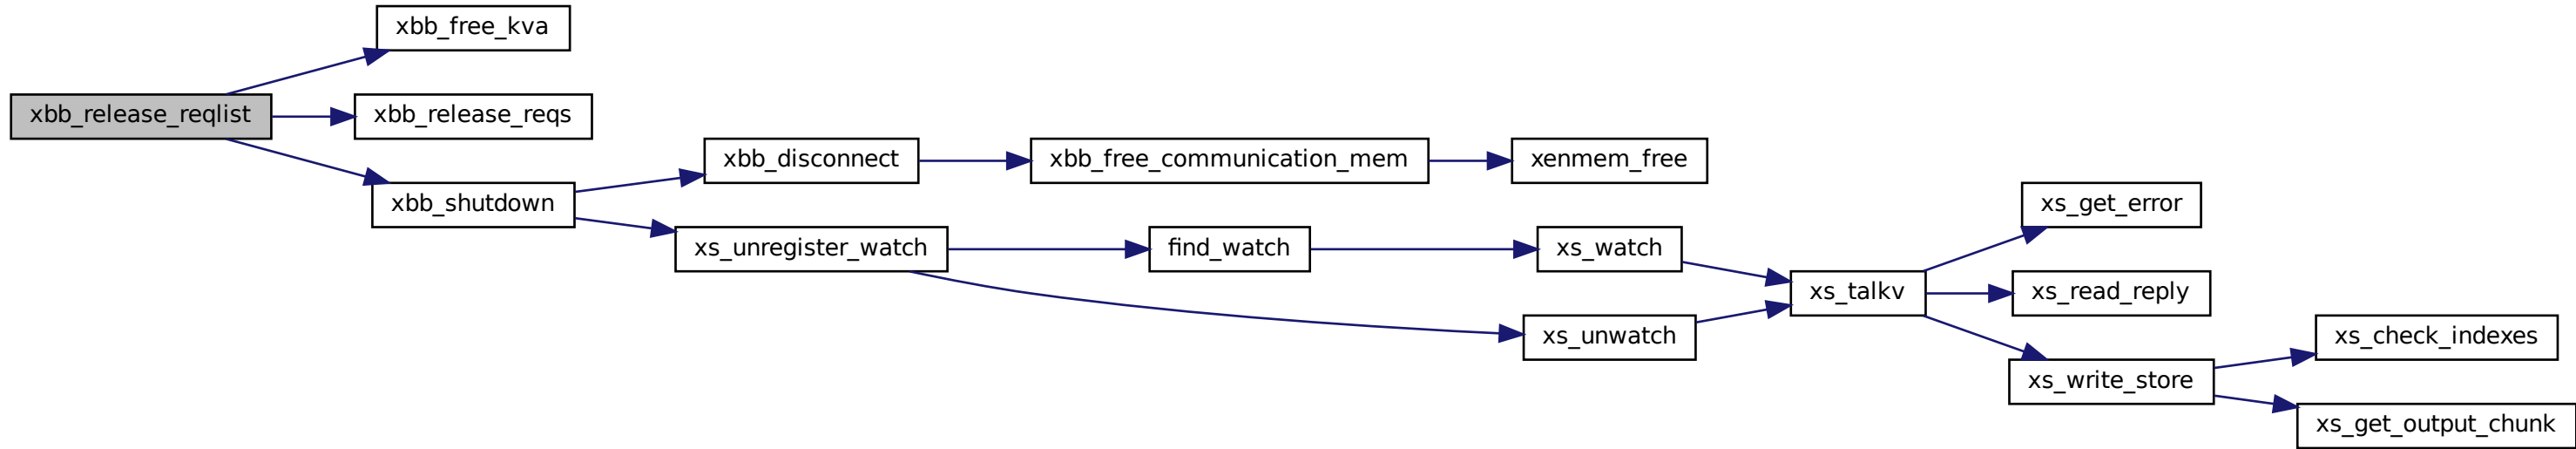 xbb_free_kva
xbb_release_reqlist
xbb_release_reqs
xbb_disconnect
xbb_free_communication_mem
xenmem_free
xbb_shutdown
xs_get_error
xs_unregister_watch
find_watch
xs_watch
xs_talkv
xs_read_reply
xs_unwatch
xs_check_indexes
xs_write_store
xs_get_output_chunk